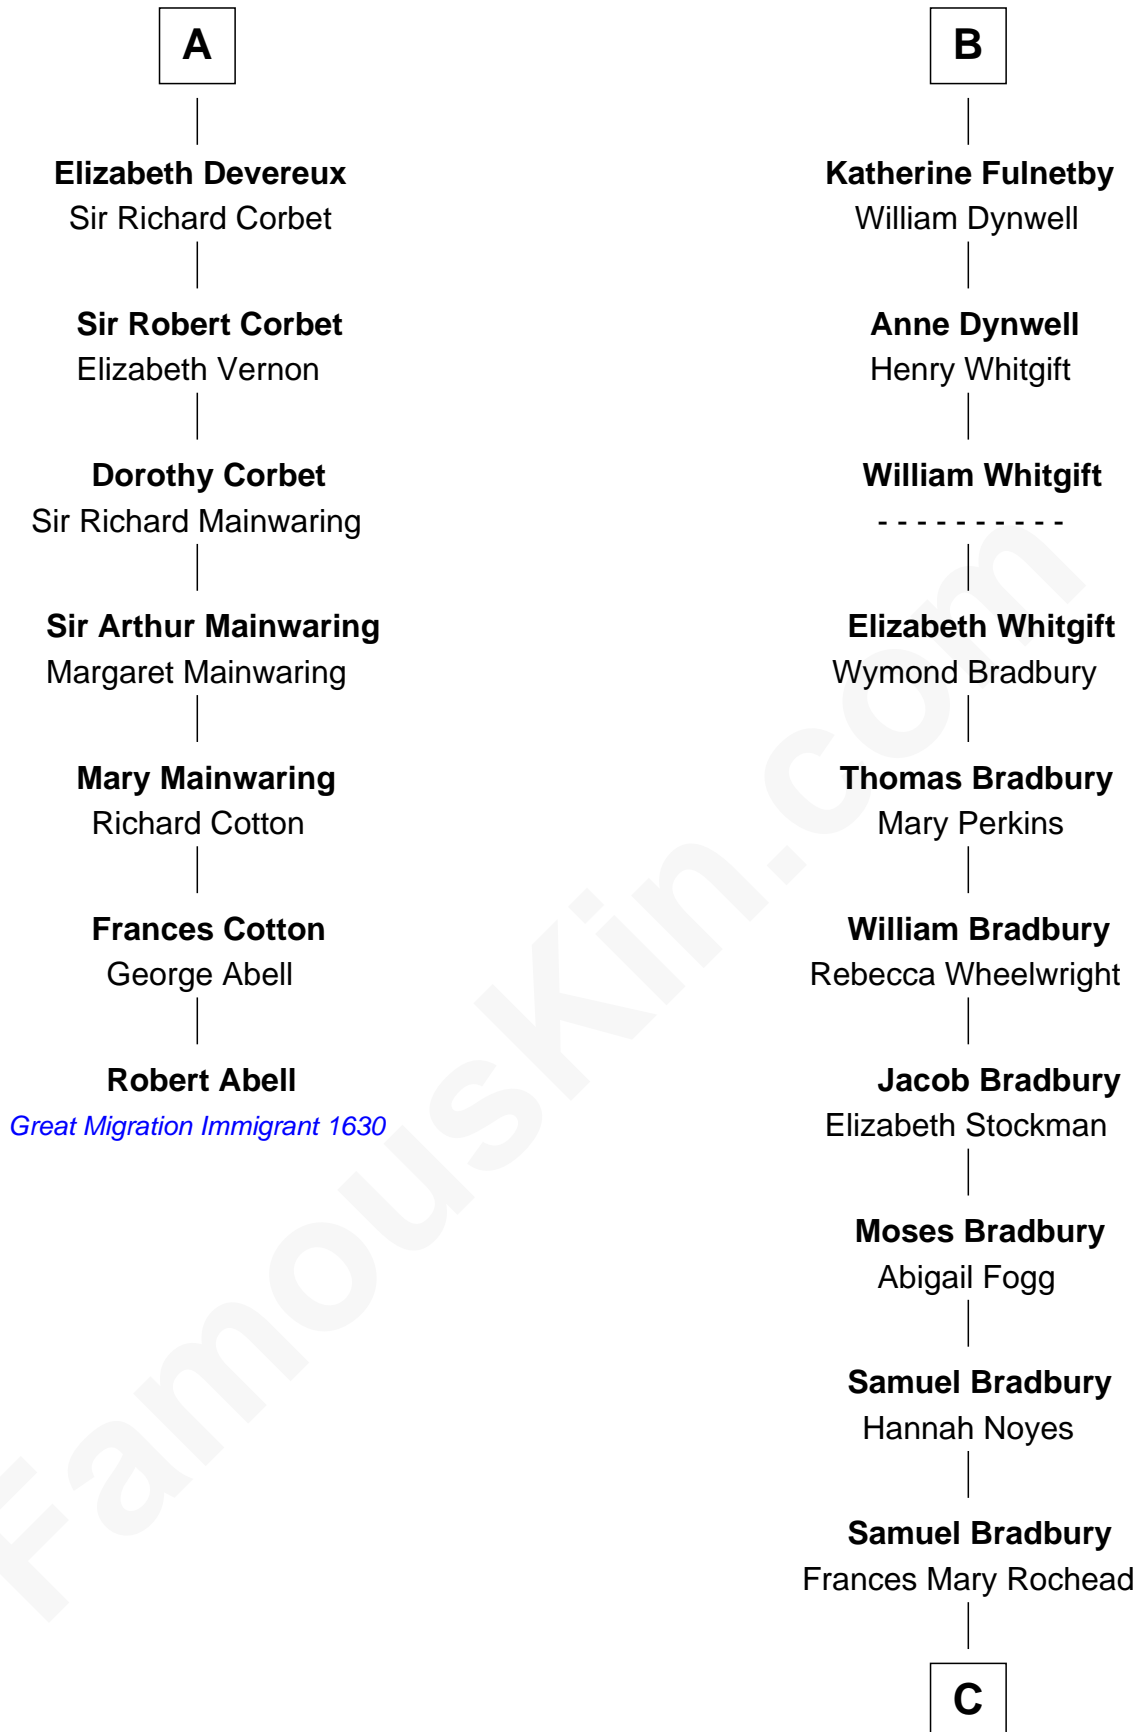 A
Elizabeth Devereux
Sir Richard Corbet
Sir Robert Corbet
Elizabeth Vernon
Dorothy Corbet
Sir Richard Mainwaring
Sir Arthur Mainwaring
Margaret Mainwaring
Mary Mainwaring
Richard Cotton
Frances Cotton
George Abell
Robert Abell
Great Migration Immigrant 1630
B
Katherine Fulnetby
William Dynwell
Anne Dynwell
Henry Whitgift
William Whitgift
- - - - - - - - - -
Elizabeth Whitgift
Wymond Bradbury
Thomas Bradbury
Mary Perkins
William Bradbury
Rebecca Wheelwright
Jacob Bradbury
Elizabeth Stockman
Moses Bradbury
Abigail Fogg
Samuel Bradbury
Hannah Noyes
Samuel Bradbury
Frances Mary Rochead
C
FamousKin.com